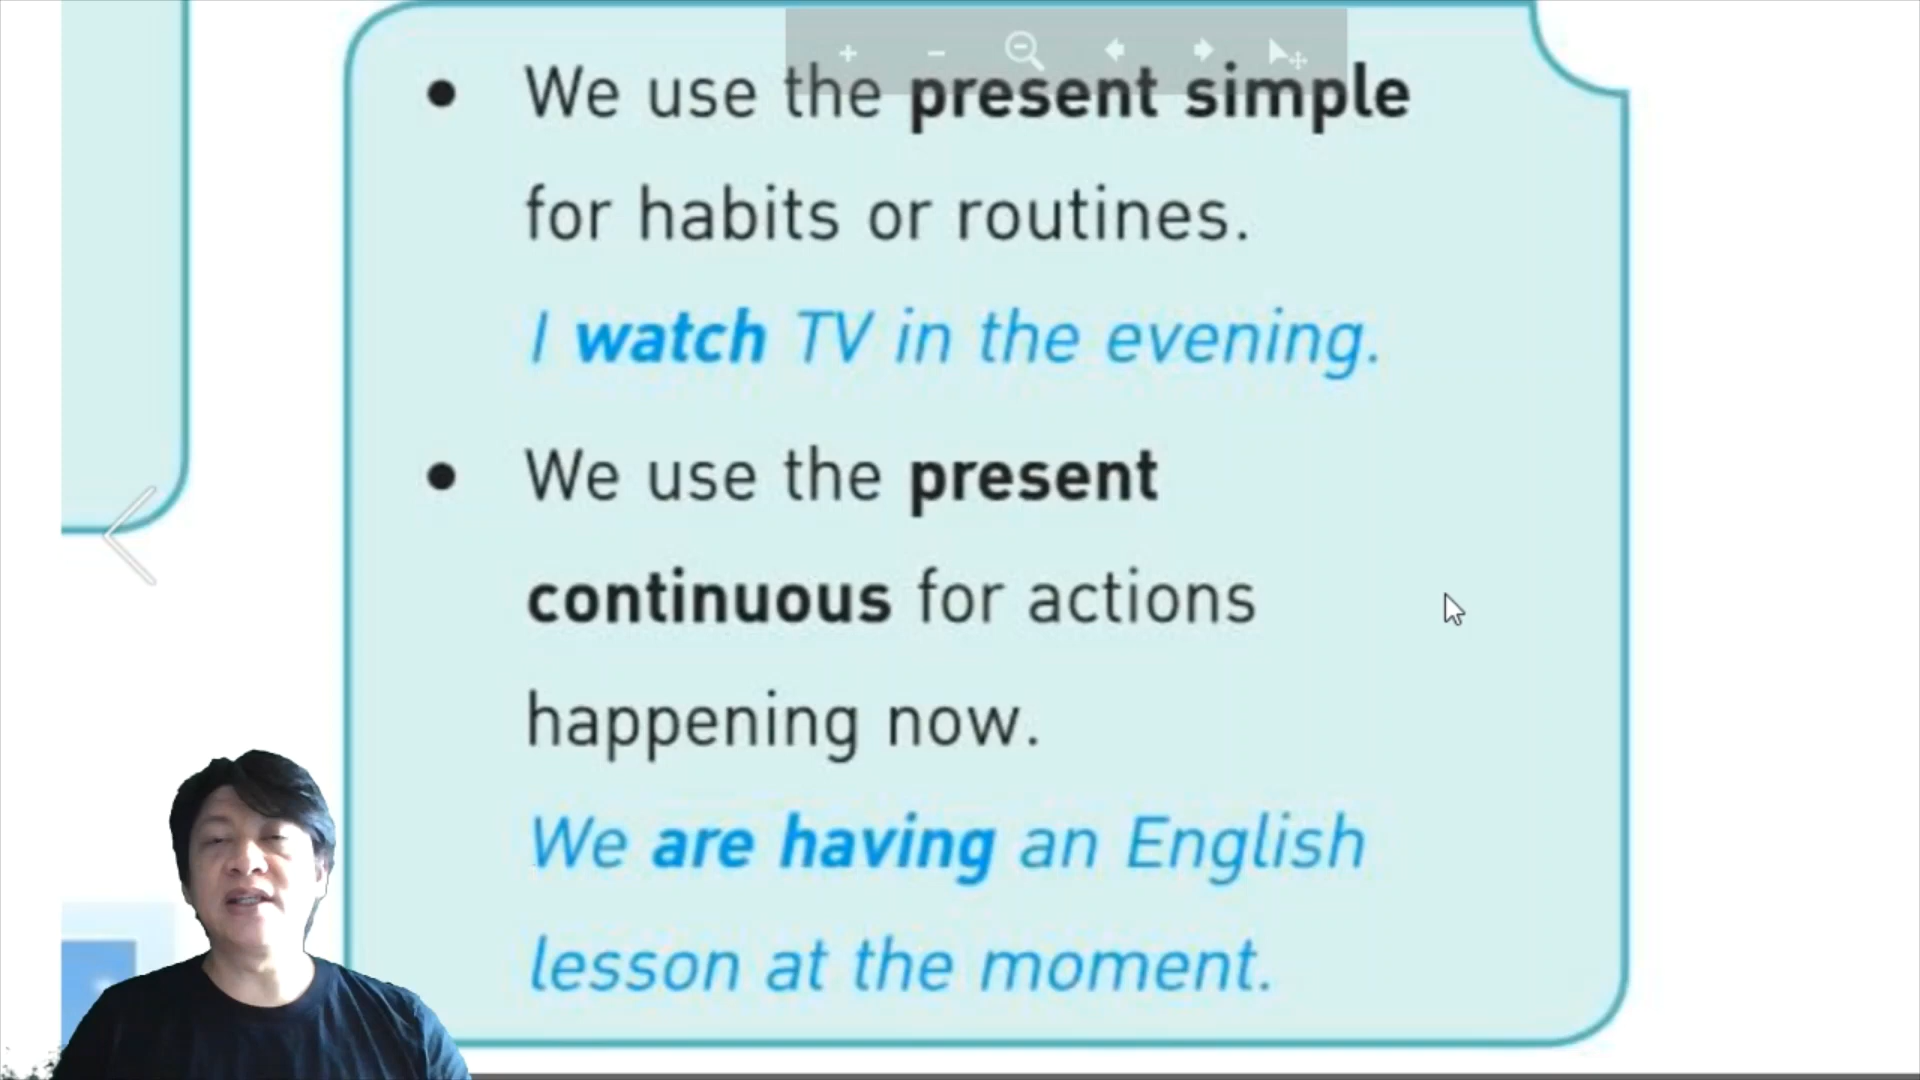 • We use the present simple
for habits or routines.
I watch TV in the evening.
• We use the present
continuous for actions
happening now.
We are having an English
lesson at the moment.